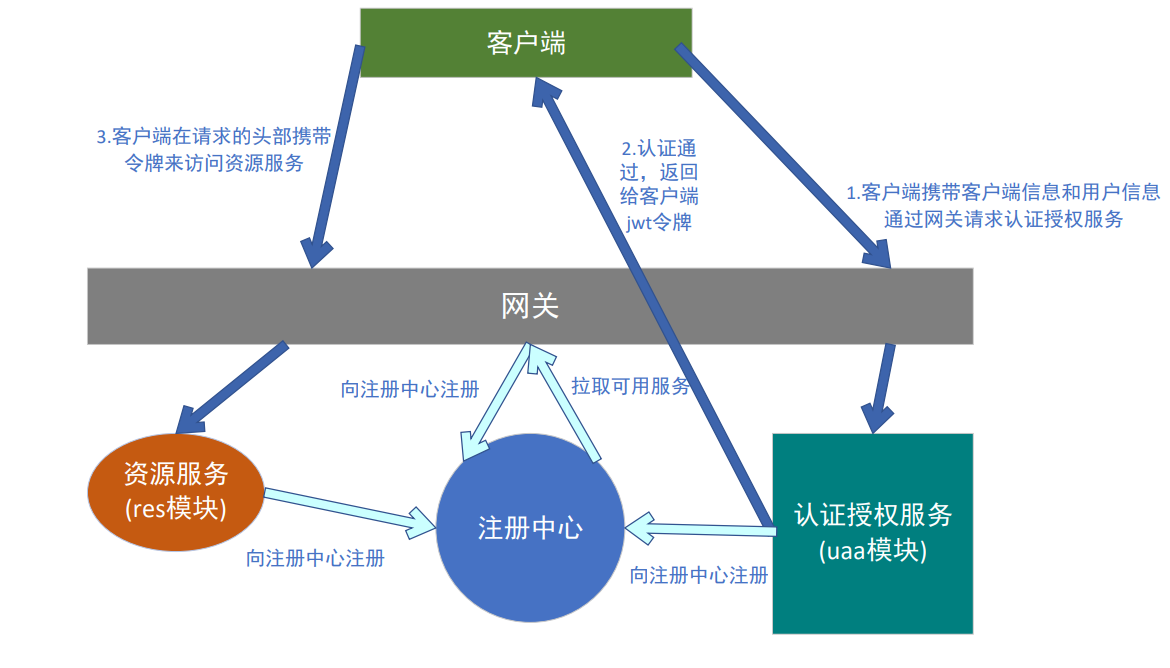 客户端
3.客户端在请求的头部携带
令牌来访问资源服务
2.认证通
过，返回
给客户端
jwt令牌
1.客户端携带客户端信息和用户信息
通过网关请求认证授权服务
网关
向注册中心注册
拉取可用服务
资源服务
(res模块)
注册中心
认证授权服务
(uaa模块)
向注册中心注册
向注册中心注册